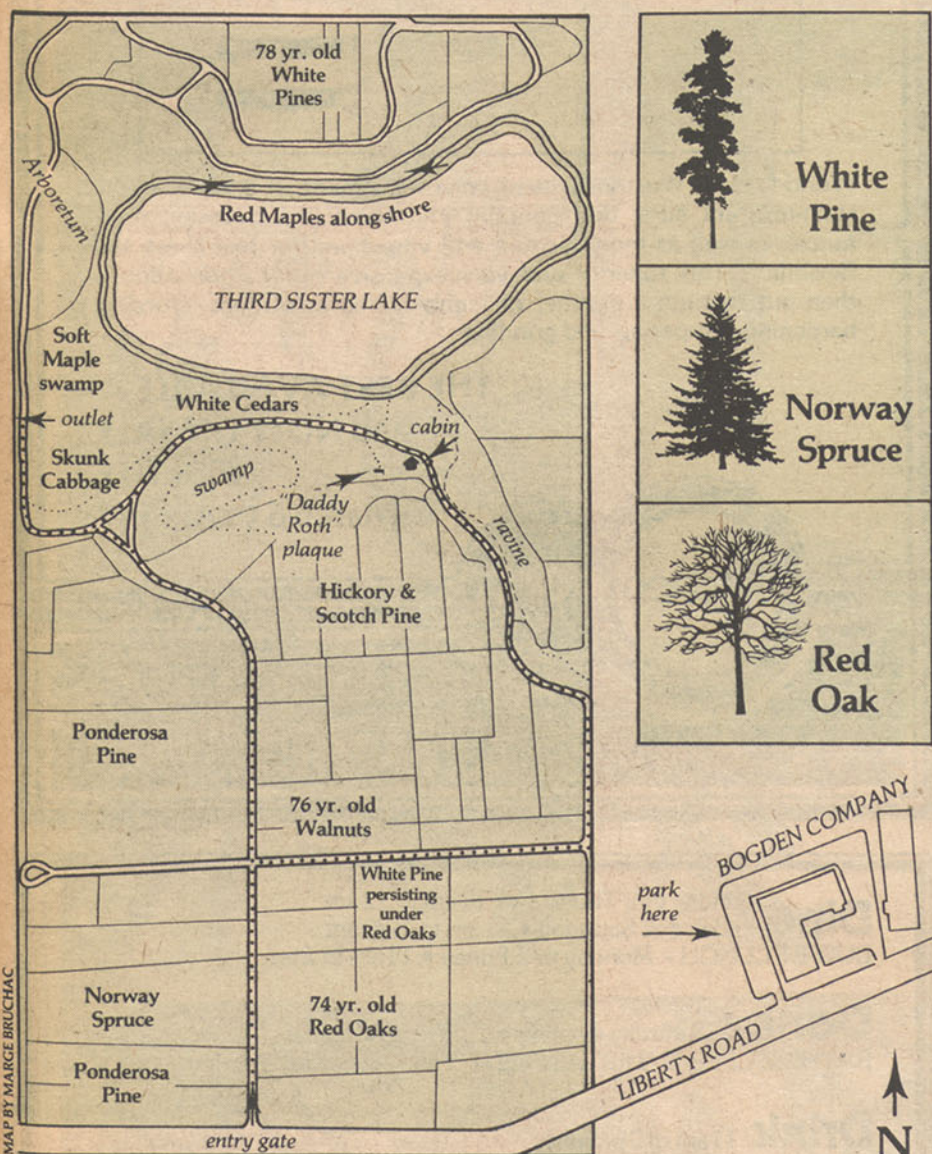 78 yr. old
White
Pines
Arboretum
Red Maples along shore
THIRD SISTER LAKE
Soft
Maple
swamp
outlet
White Cedars
cabin
Skunk
Cabbage
swamp
"Daddy
Roth"
plaque
ravine
Hickory &
Scotch Pine
Ponderosa
Pine
76 yr. old
Walnuts
White Pine
persisting
under
Red Oaks
Norway
Spruce
74 yr. old
Red Oaks
Ponderosa
Pine
entry gate
MAP BY MARGE BRUCHAC
White
Pine
Norway
Spruce
Red
Oak
BOGDEN COMPANY
park
here
LIBERTY ROAD
N